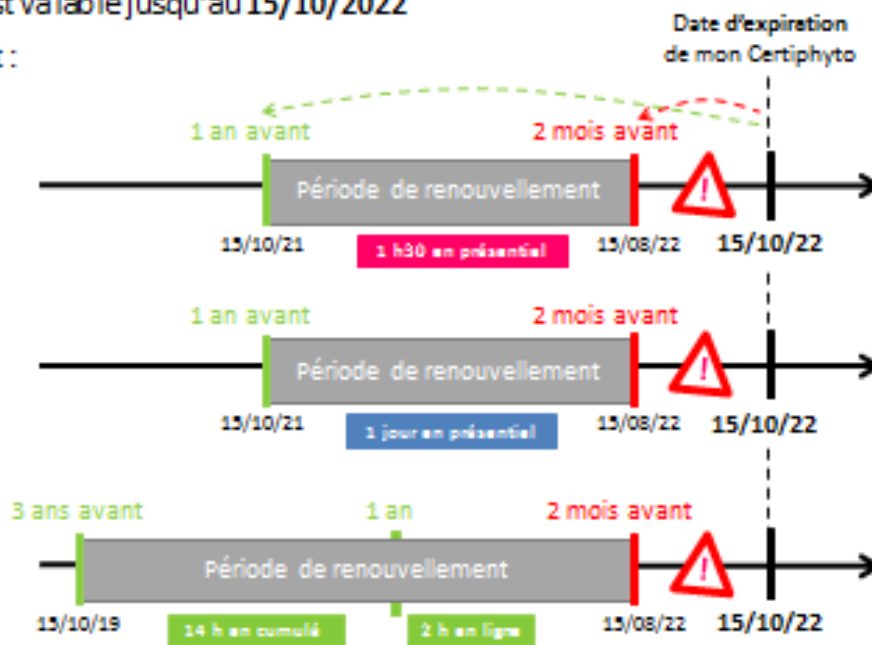 st valable jusqu'au 15/10/2022
Date d'expiration
de mon Certiphyto
t :
1 an avant
2 mois avant
Période de renouvellement
!
15/10/21
1 h30 en présentiel
15/08/22
15/10/22
1 an avant
2 mois avant
Période de renouvellement
!
15/10/21
1 jour en présentiel
15/08/22
15/10/22
3 ans avant
1 an
2 mois avant
Période de renouvellement
!
15/10/19
14 h en cumulé
2 h en ligne
15/08/22
15/10/22